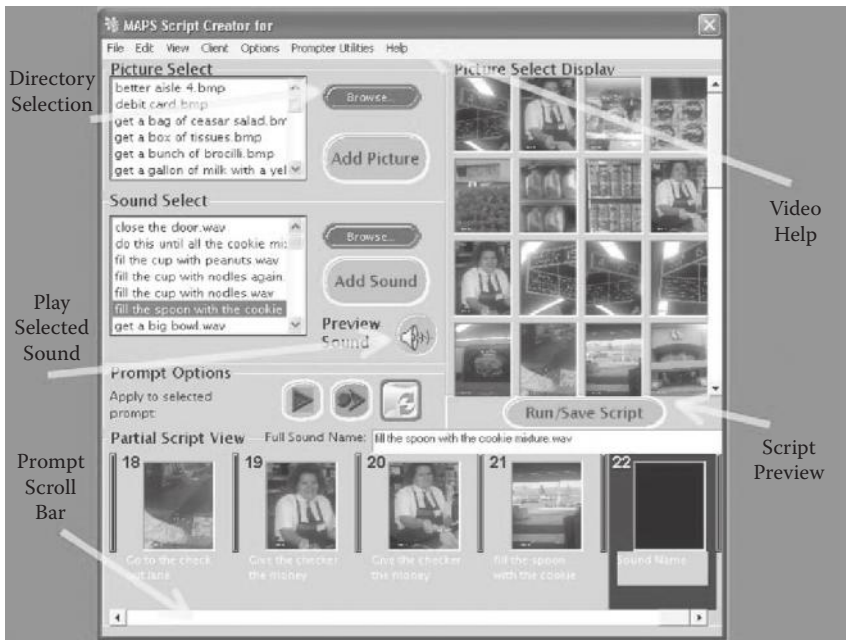 MAPS Script Creator for
File Edit View Client Options Prompter Utilities Help
Picture Select
Picture Select Display
Directory
Selection
better aisle 4.bmp
debit card.bmp
get a bag of ceasar salad.bm
get a box of tissues.bmp
get a bunch of brocilli.bmp
get a gallon of milk with a yel
Browse...
Add Picture
Sound Select
close the door.wav
do this until all the cookie mi
fil the cup with peanuts.wav
fill the cup with nodles again.
fill the cup with nodles.wav
fill the spoon with the cookie
get a big bowl.wav
Browse...
Add Sound
Preview
Sound
Video
Help
Play
Selected
Sound
Prompt Options
Apply to selected
prompt:
Run/Save Script
Partial Script View
Full Sound Name: fill the spoon with the cookie mixture.wav
Script
Preview
Prompt
Scroll
Bar
18
19
20
21
22
Go to the check
out lane
Give the checker
the money
Give the checker
the money
fill the spoon
with the cookie
Sound Name